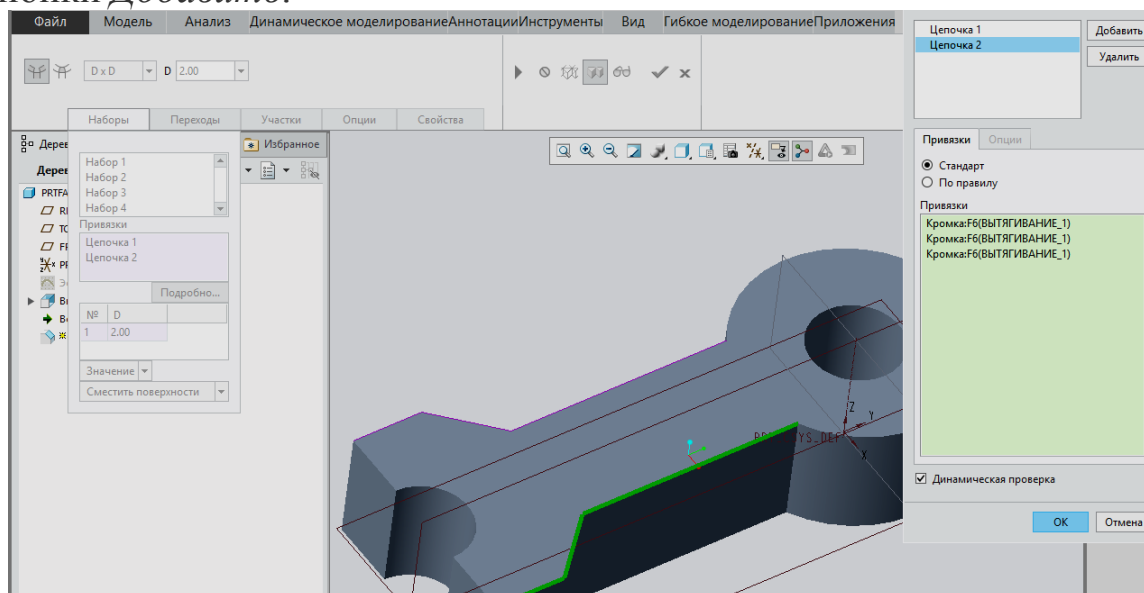 Добавить.
Файл Модель Анализ Динамическое моделирование Аннотации Инструменты Вид Гибкое моделирование Приложения
D x D D 2.00
Наборы Переходы Участки Опции Свойства
Избранное
Набор 1
Набор 2
Набор 3
Набор 4
Привязки
Цепочка 1
Цепочка 2
Подробно...
№ D
1 2.00
Значение
Сместить поверхности
Z
Y
X
Цепочка 1
Цепочка 2
Добавить
Удалить
Привязки Опции
Стандарт
По правилу
Привязки
Кромка:F6(ВЫТЯГИВАНИЕ_1)
Кромка:F6(ВЫТЯГИВАНИЕ_1)
Кромка:F6(ВЫТЯГИВАНИЕ_1)
Динамическая проверка
OK Отмена